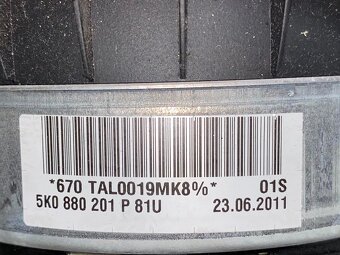 *670 TAL0019MK8%* 01S
5K0 880 201 P 81U 23.06.2011